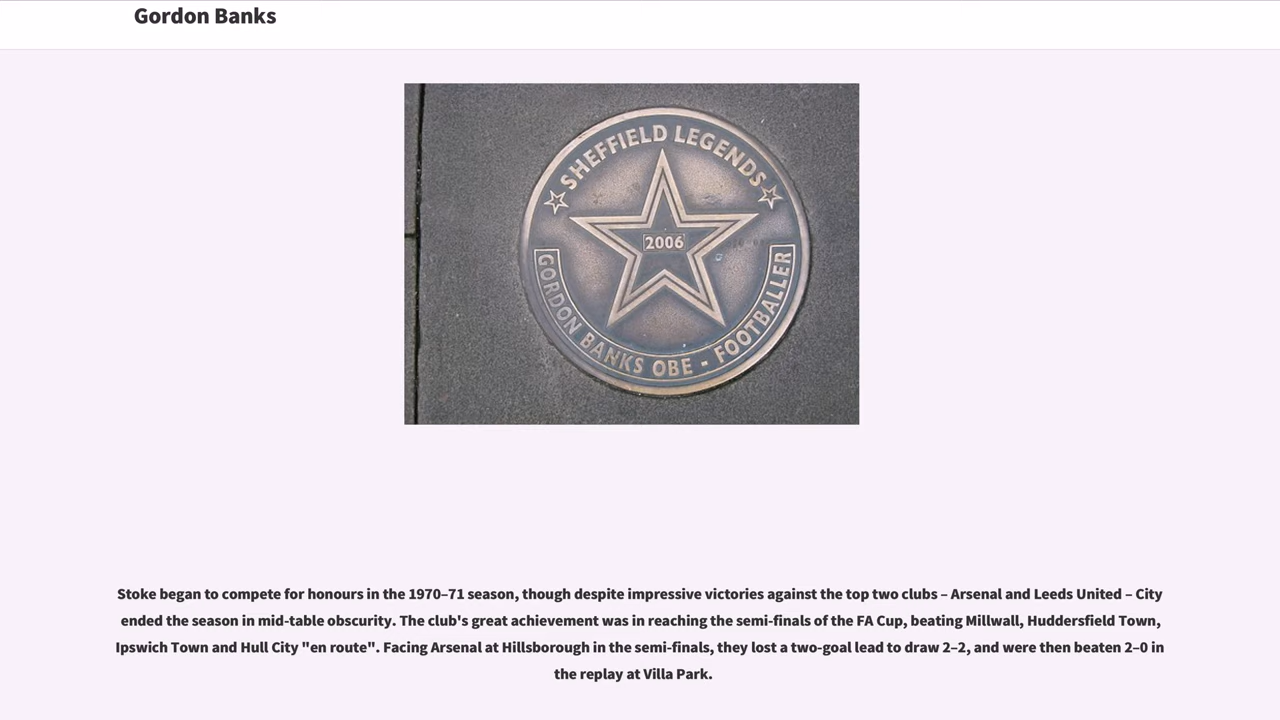 Gordon Banks
SHEFFIELD LEGENDS
2006
GORDON BANKS OBE - FOOTBALLER
Stoke began to compete for honours in the 1970–71 season, though despite impressive victories against the top two clubs – Arsenal and Leeds United – City
ended the season in mid-table obscurity. The club's great achievement was in reaching the semi-finals of the FA Cup, beating Millwall, Huddersfield Town,
Ipswich Town and Hull City "en route". Facing Arsenal at Hillsborough in the semi-finals, they lost a two-goal lead to draw 2–2, and were then beaten 2–0 in
the replay at Villa Park.